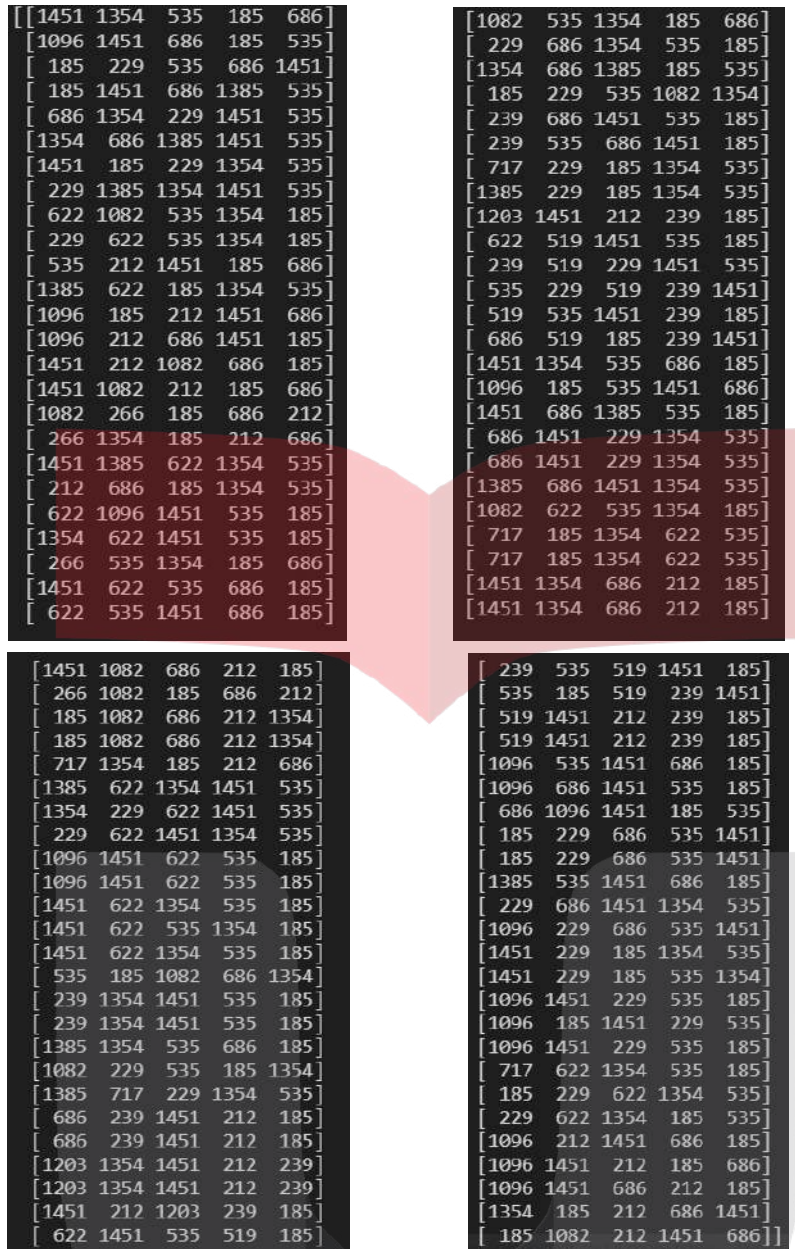 [[1451 1354 535 185 686]
[1096 1451 686 185 535]
[ 185 229 535 686 1451]
[ 185 1451 686 1385 535]
[ 686 1354 229 1451 535]
[1354 686 1385 1451 535]
[1451 185 229 1354 535]
[ 229 1385 1354 1451 535]
[ 622 1082 535 1354 185]
[ 229 622 535 1354 185]
[ 535 212 1451 185 686]
[1385 622 185 1354 535]
[1096 185 212 1451 686]
[1096 212 686 1451 185]
[1451 212 1082 686 185]
[1451 1082 212 185 686]
[1082 266 185 686 212]
[ 266 1354 185 212 686]
[1451 1385 622 1354 535]
[ 212 686 185 1354 535]
[ 622 1096 1451 535 185]
[1354 622 1451 535 185]
[ 266 535 1354 185 686]
[1451 622 535 686 185]
[ 622 535 1451 686 185]
[1082 535 1354 185 686]
[ 229 686 1354 535 185]
[1354 686 1385 185 535]
[ 185 229 535 1082 1354]
[ 239 686 1451 535 185]
[ 239 535 686 1451 185]
[ 717 229 185 1354 535]
[1385 229 185 1354 535]
[1203 1451 212 239 185]
[ 622 519 1451 535 185]
[ 239 519 229 1451 535]
[ 535 229 519 239 1451]
[ 519 535 1451 239 185]
[ 686 519 185 239 1451]
[1451 1354 535 686 185]
[1096 185 535 1451 686]
[1451 686 1385 535 185]
[ 686 1451 229 1354 535]
[ 686 1451 229 1354 535]
[1385 686 1451 1354 535]
[1082 622 535 1354 185]
[ 717 185 1354 622 535]
[ 717 185 1354 622 535]
[1451 1354 686 212 185]
[1451 1354 686 212 185]
[1451 1082 686 212 185]
[ 266 1082 185 686 212]
[ 185 1082 686 212 1354]
[ 185 1082 686 212 1354]
[ 717 1354 185 212 686]
[1385 622 1354 1451 535]
[1354 229 622 1451 535]
[ 229 622 1451 1354 535]
[1096 1451 622 535 185]
[1096 1451 622 535 185]
[1451 622 1354 535 185]
[1451 622 535 1354 185]
[1451 622 1354 535 185]
[ 535 185 1082 686 1354]
[ 239 1354 1451 535 185]
[ 239 1354 1451 535 185]
[1385 1354 535 686 185]
[1082 229 535 185 1354]
[1385 717 229 1354 535]
[ 686 239 1451 212 185]
[ 686 239 1451 212 185]
[1203 1354 1451 212 239]
[1203 1354 1451 212 239]
[1451 212 1203 239 185]
[ 622 1451 535 519 185]
[ 239 535 519 1451 185]
[ 535 185 519 239 1451]
[ 519 1451 212 239 185]
[ 519 1451 212 239 185]
[1096 535 1451 686 185]
[1096 686 1451 535 185]
[ 686 1096 1451 185 535]
[ 185 229 686 535 1451]
[ 185 229 686 535 1451]
[1385 535 1451 686 185]
[ 229 686 1451 1354 535]
[1096 229 686 535 1451]
[1451 229 185 1354 535]
[1451 229 185 535 1354]
[1096 1451 229 535 185]
[1096 185 1451 229 535]
[1096 1451 229 535 185]
[ 717 622 1354 535 185]
[ 185 229 622 1354 535]
[ 229 622 1354 185 535]
[1096 212 1451 686 185]
[1096 1451 212 185 686]
[1096 1451 686 212 185]
[1354 185 212 686 1451]
[ 185 1082 212 1451 686]]